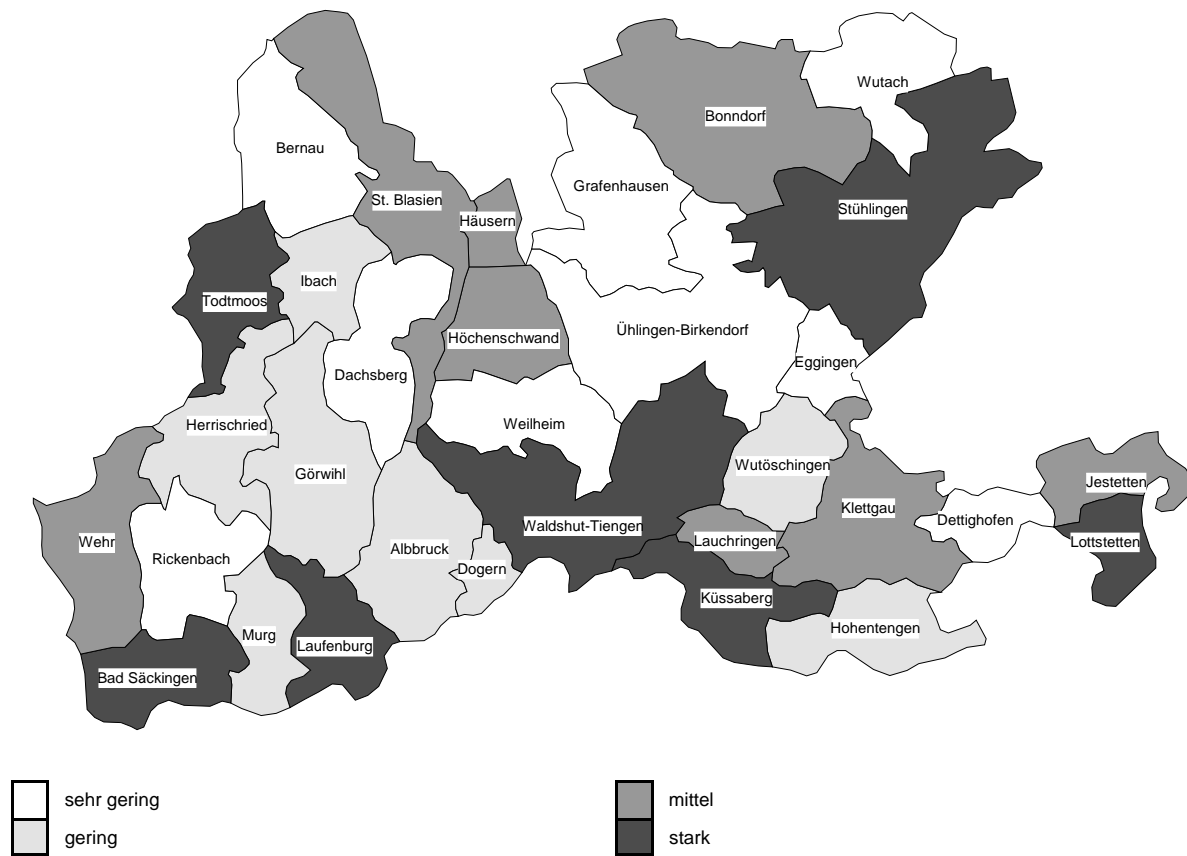 Wutach
Bonndorf
Bernau
Grafenhausen
St. Blasien
Stühlingen
Häusern
Ibach
Todtmoos
Ühlingen-Birkendorf
Höchenschwand
Eggingen
Dachsberg
Weilheim
Herrischried
Wutöschingen
Görwihl
Jestetten
Klettgau
Dettighofen
Waldshut-Tiengen
Lauchringen
Wehr
Lottstetten
Albbruck
Rickenbach
Dogern
Küssaberg
Hohentengen
Murg
Laufenburg
Bad Säckingen
sehr gering
mittel
gering
stark